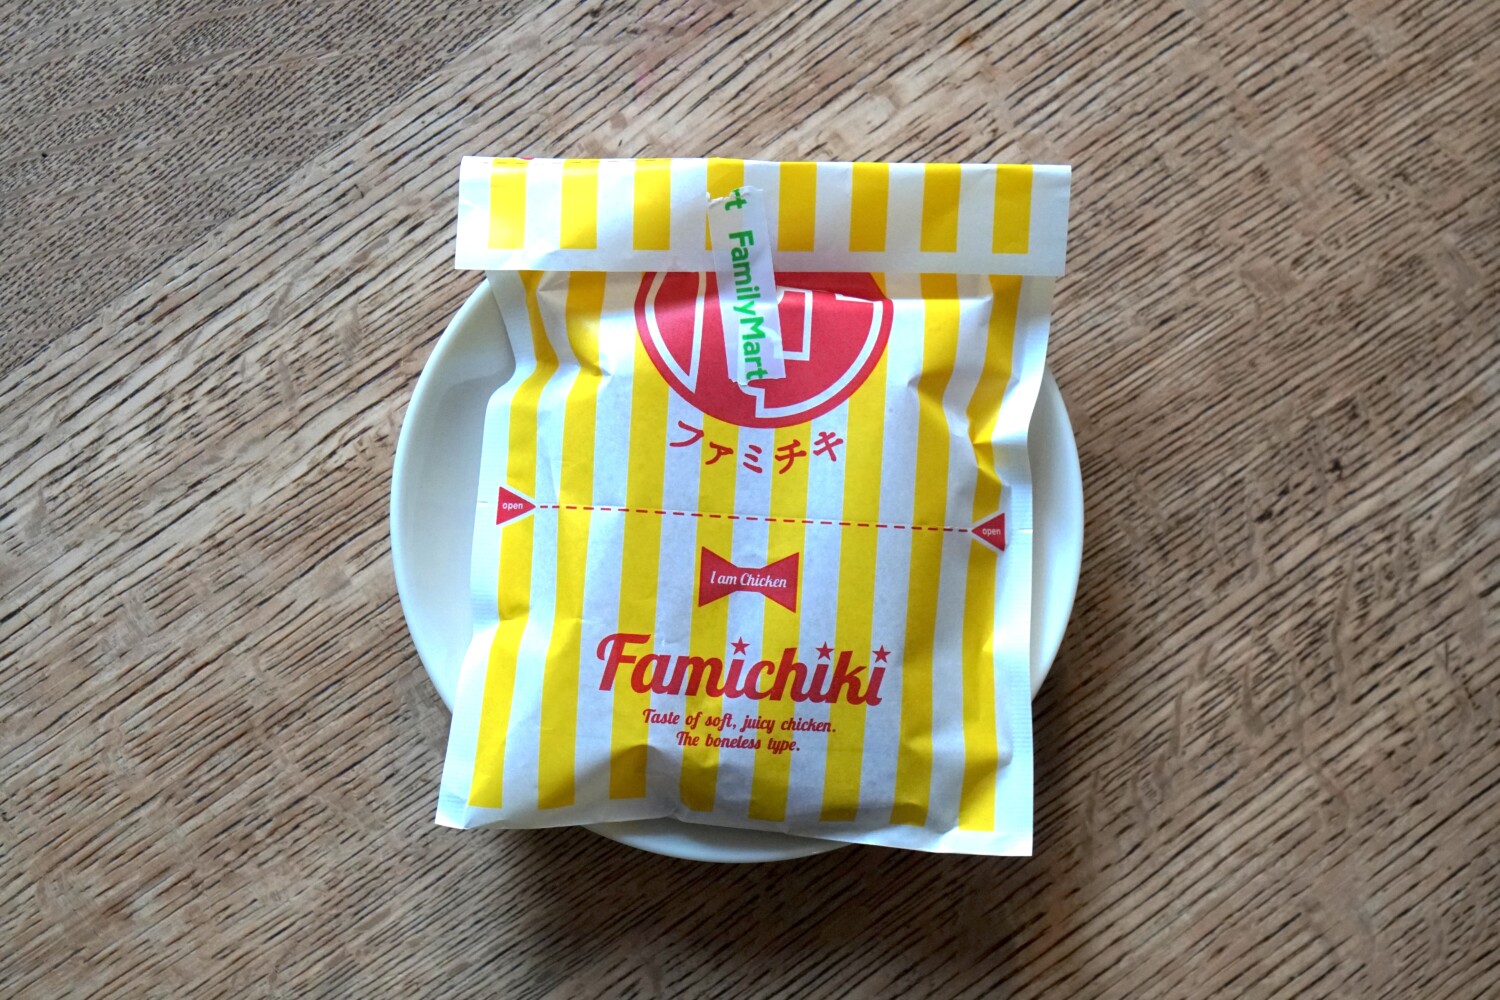 rt FamilyMart
ファミチキ
open
open
I am Chicken
Famichiki
Taste of soft, juicy chicken.
The boneless type.